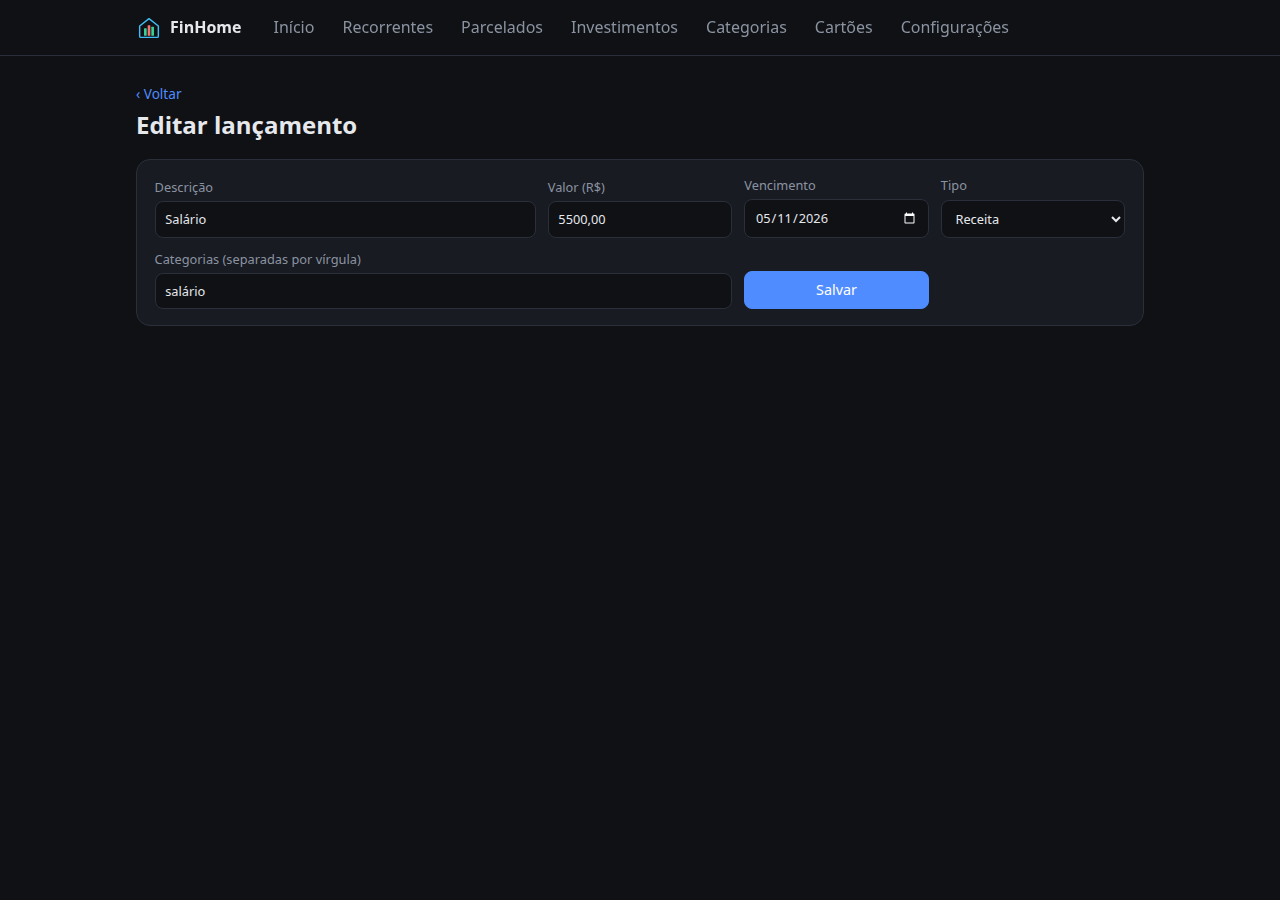 FinHome Início Recorrentes Parcelados Investimentos Categorias Cartões Configurações
‹ Voltar
Editar lançamento
Descrição Valor (R$) Vencimento Tipo
Salário 5500,00 05/11/2026 Receita
Categorias (separadas por vírgula)
salário Salvar